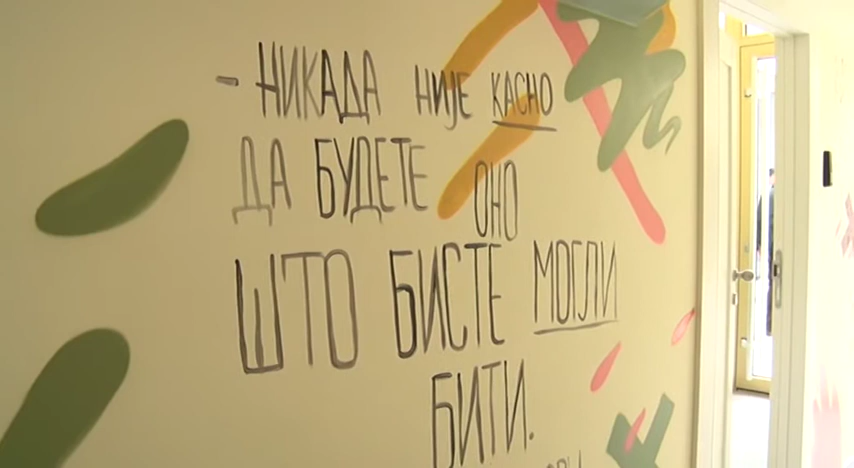 - НИКАДА НИЈЕ КАСНО
ДА БУДЕТЕ ОНО
ШТО БИСТЕ МОГЛИ
БИТИ.